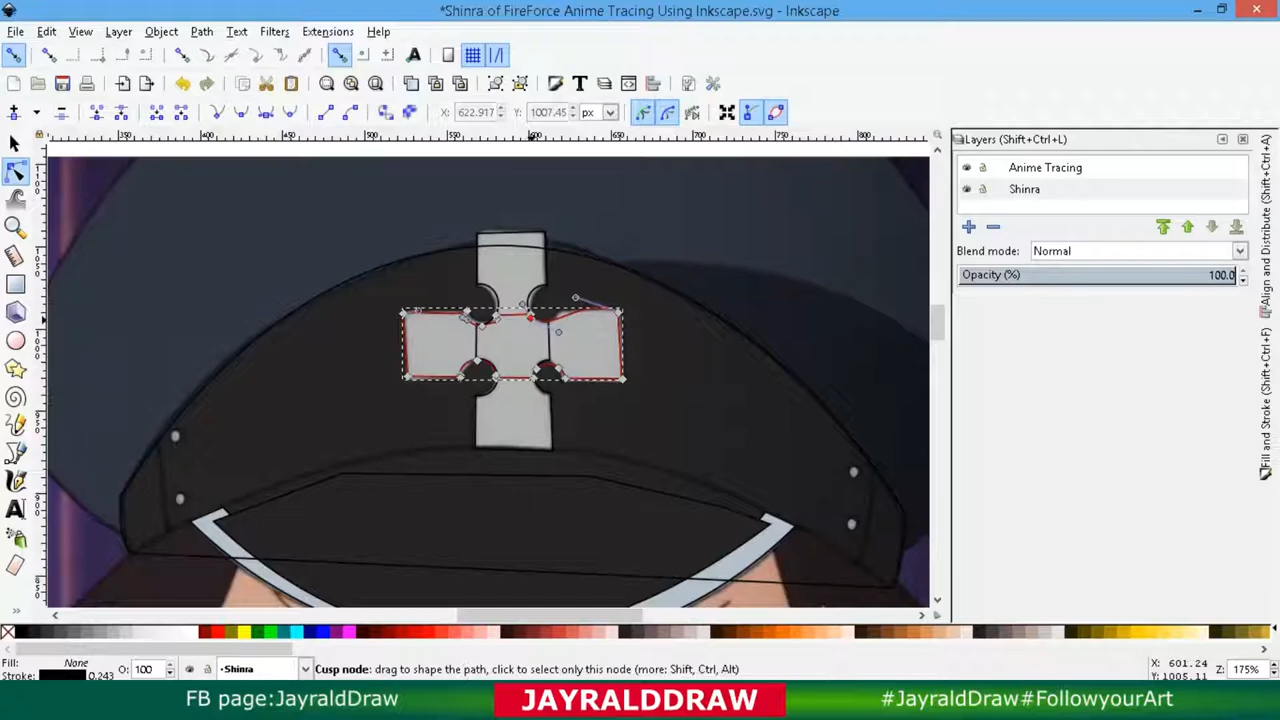 *Shinra of FireForce Anime Tracing Using Inkscape.svg - Inkscape
File Edit View Layer Object Path Text Filters Extensions Help
X: 622.917 Y: 1007.45 px
Layers (Shift+Ctrl+L)
Anime Tracing
Shinra
Blend mode: Normal
Opacity (%) 100.0
Align and Distribute (Shift+Ctrl+A)
Fill and Stroke (Shift+Ctrl+F)
Fill: None
Stroke: 0.243
O: 100
•Shinra
Cusp node: drag to shape the path, click to select only this node (more: Shift, Ctrl, Alt)
X: 601.24
Y: 1005.11
Z: 175%
FB page:JayraldDraw
JAYRALDDRAW
#JayraldDraw#FollowyourArt